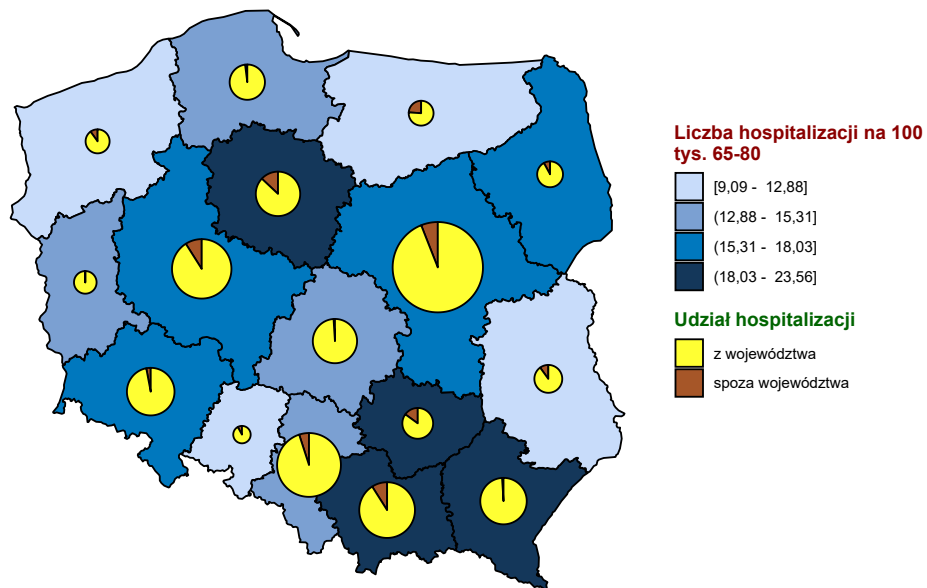 Liczba hospitalizacji na 100
tys. 65-80
[9,09 - 12,88]
(12,88 - 15,31]
(15,31 - 18,03]
(18,03 - 23,56]
Udział hospitalizacji
z województwa
spoza województwa